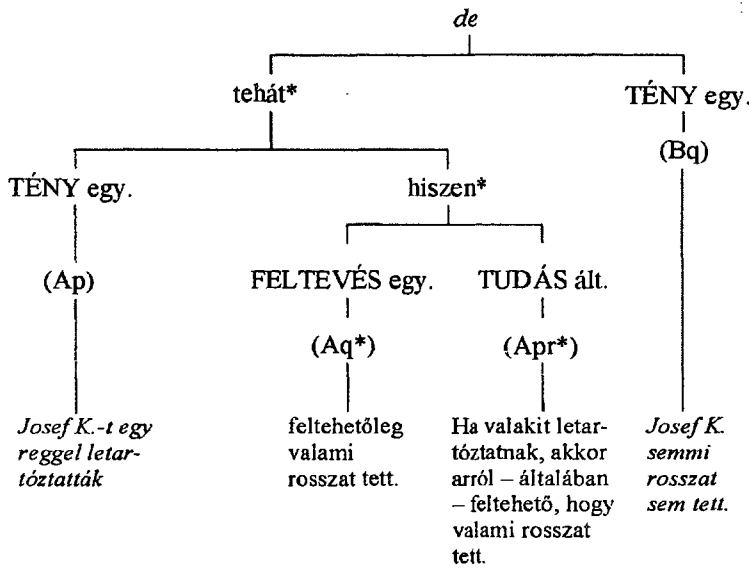 de
tehát*
TÉNY egy.
(Bq)
TÉNY egy.
hiszen*
(Ap)
FELTEVÉS egy.
TUDÁS ált.
(Aq*)
(Apr*)
Josef K.-t egy
reggel letar-
tóztatták
feltehetőleg
valami
rosszat tett.
Ha valakit letar-
tóztatnak, akkor
arról – általában
– feltehető, hogy
valami rosszat
tett.
Josef K.
semmi
rosszat
sem tett.